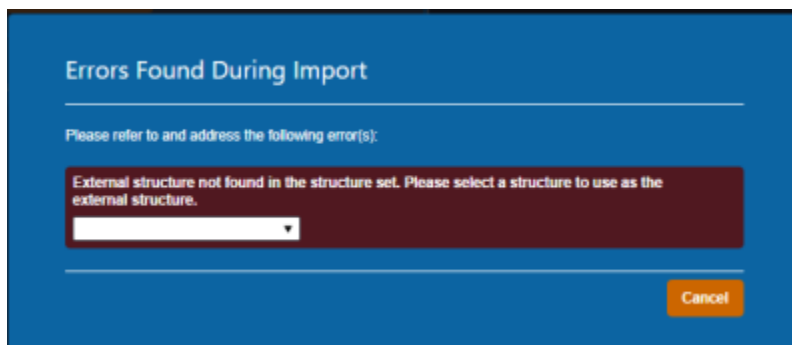 Errors Found During Import
Please refer to and address the following error(s):
External structure not found in the structure set. Please select a structure to use as the
external structure.
Cancel